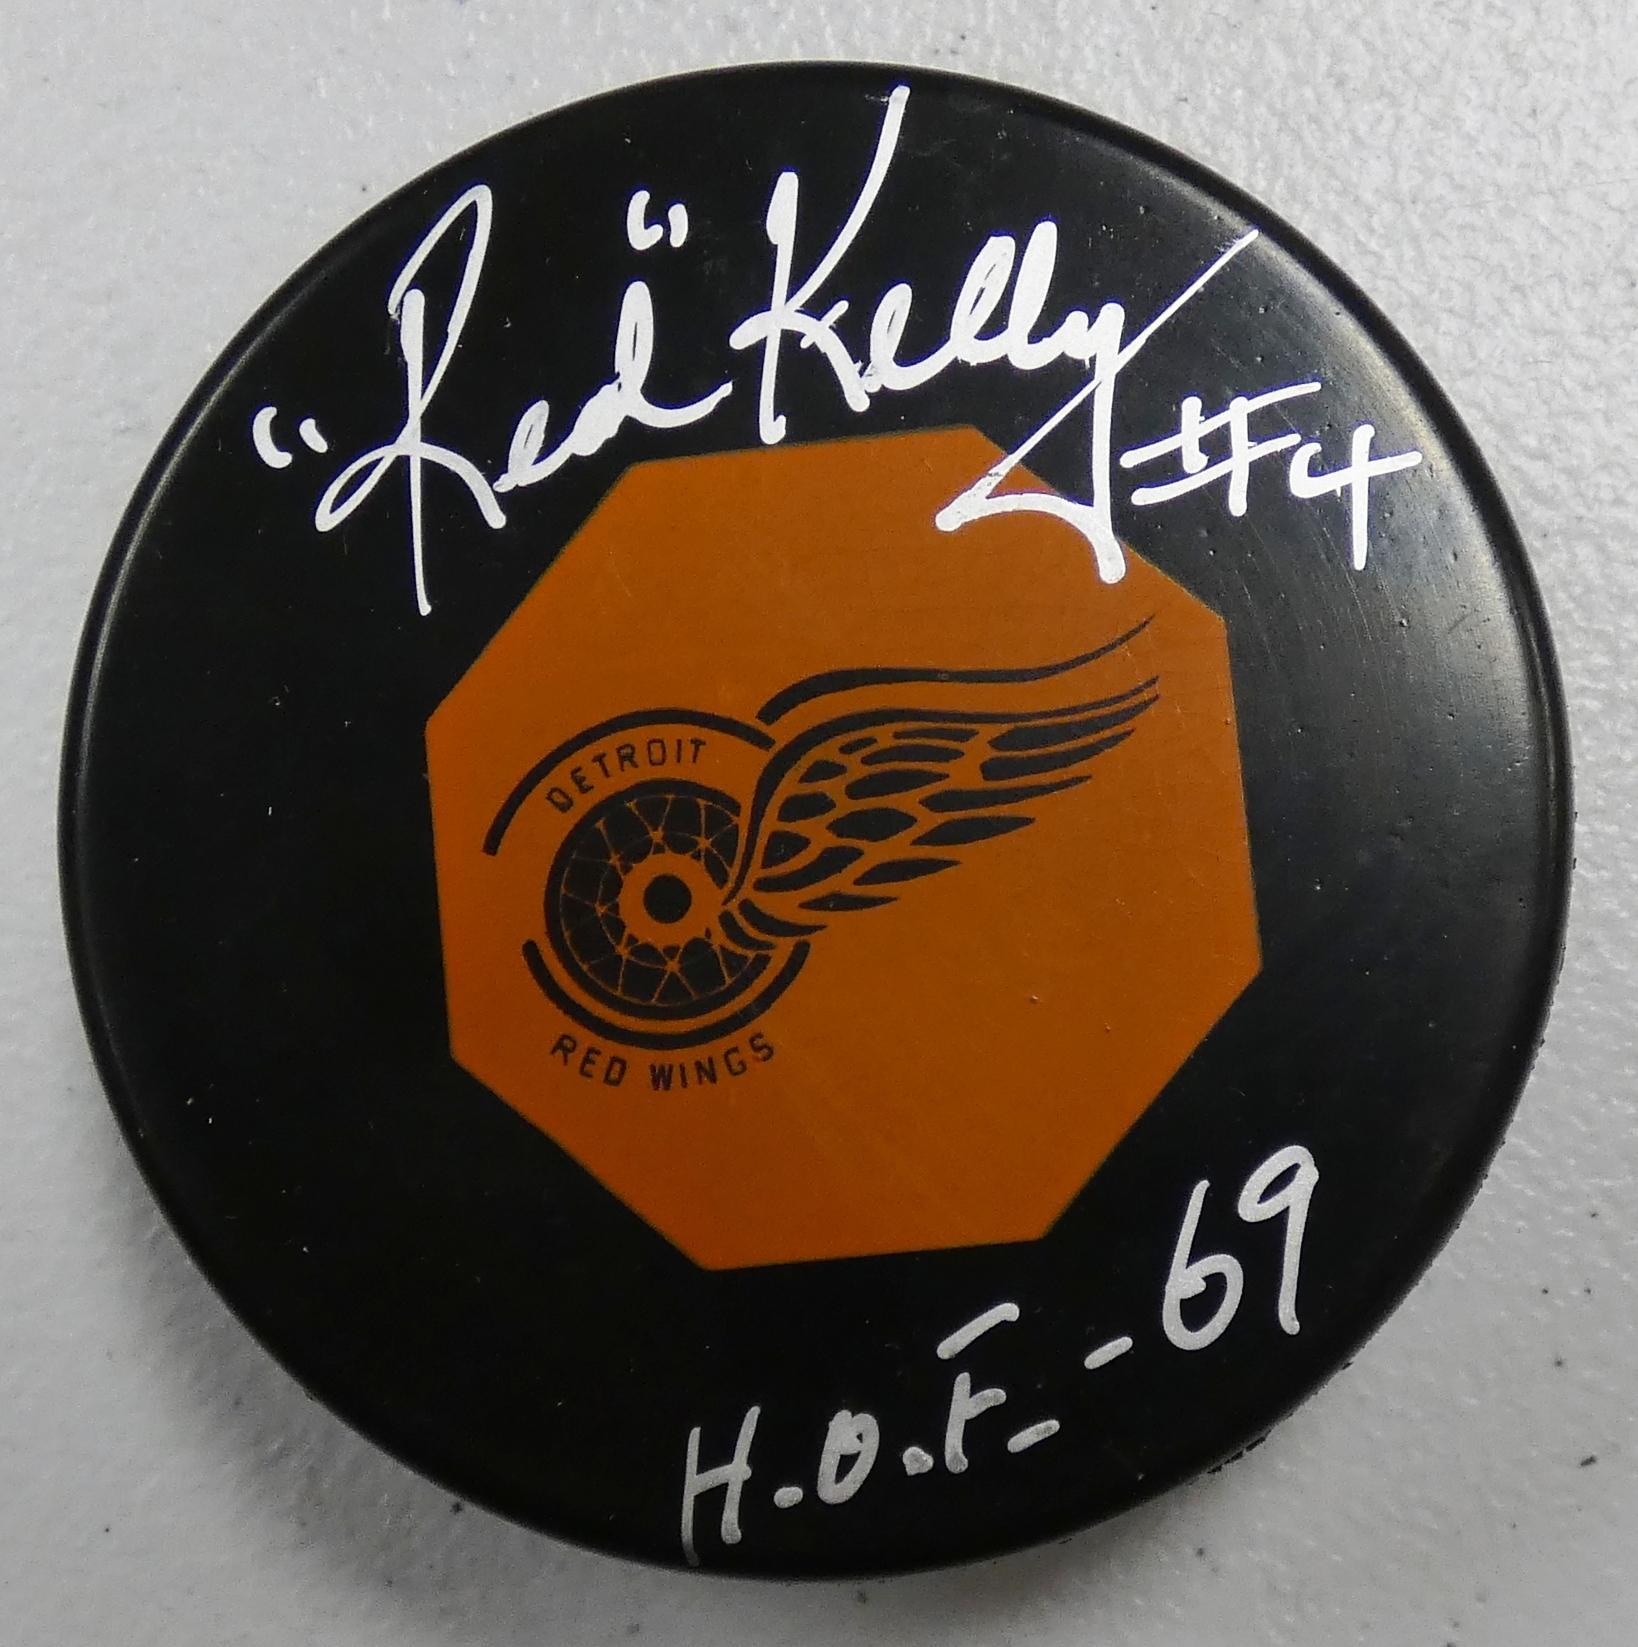 "Red" Kelly #4
DETROIT
RED WINGS
H.O.F. -69